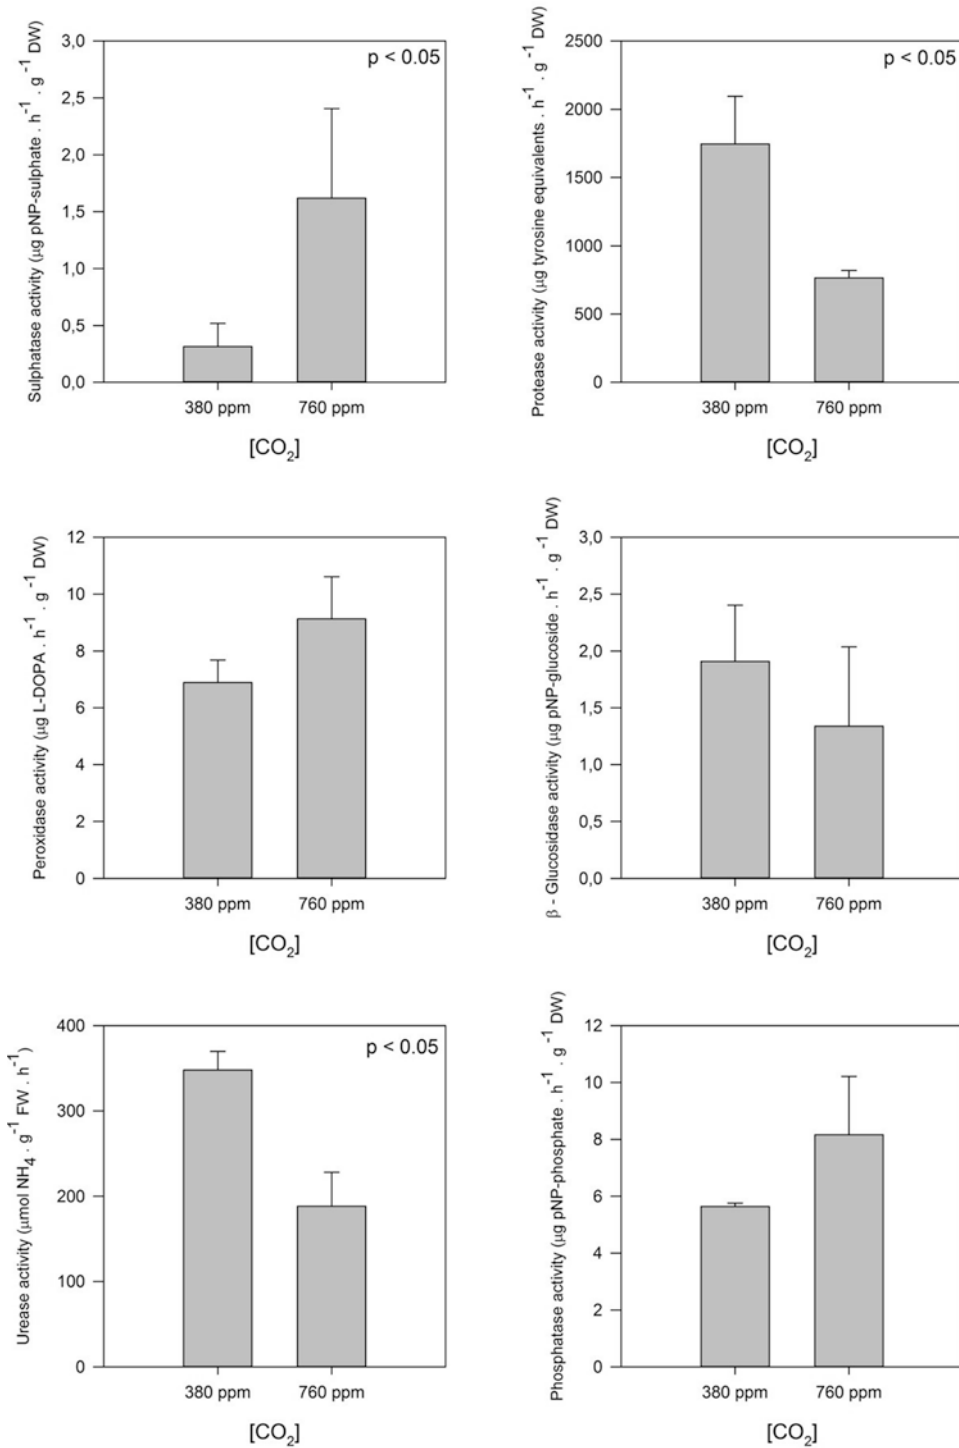 Sulphatase activity (μg pNP-sulphate . h⁻¹ . g⁻¹ DW)
3,0
2,5
2,0
1,5
1,0
0,5
0,0
p < 0.05
380 ppm 760 ppm
[CO₂]
Protease activity (μg tyrosine equivalents . h⁻¹ . g⁻¹ DW)
2500
2000
1500
1000
500
0
p < 0.05
380 ppm 760 ppm
[CO₂]
Peroxidase activity (μg L-DOPA . h⁻¹ . g⁻¹ DW)
12
10
8
6
4
2
0
380 ppm 760 ppm
[CO₂]
β - Glucosidase activity (μg pNP-glucoside . h⁻¹ . g⁻¹ DW)
3,0
2,5
2,0
1,5
1,0
0,5
0,0
380 ppm 760 ppm
[CO₂]
Urease activity (μmol NH₄ . g⁻¹ FW . h⁻¹)
400
300
200
100
0
p < 0.05
380 ppm 760 ppm
[CO₂]
Phosphatase activity (μg pNP-phosphate . h⁻¹ . g⁻¹ DW)
12
10
8
6
4
2
0
380 ppm 760 ppm
[CO₂]